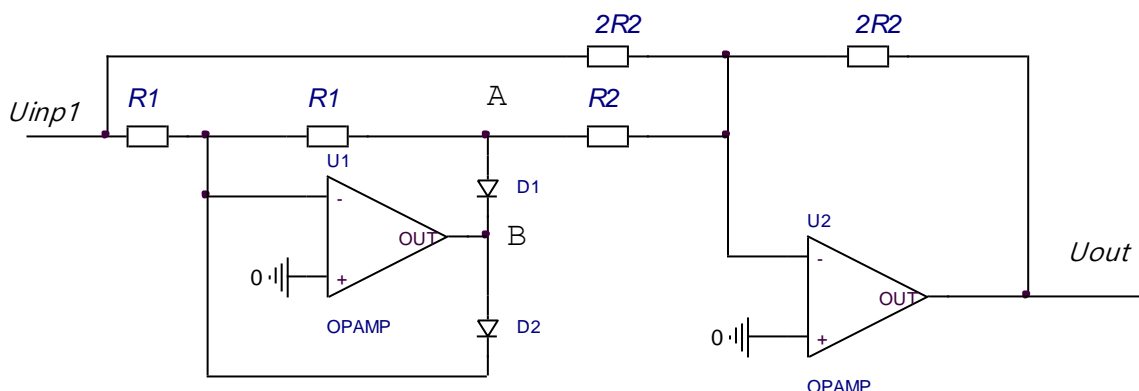 2R2 2R2
Uinp1 R1 R1 A R2
U1
D1
-
OUT B
U2
0 +
-
Uout
OUT
OPAMP D2
0 +
OPAMP